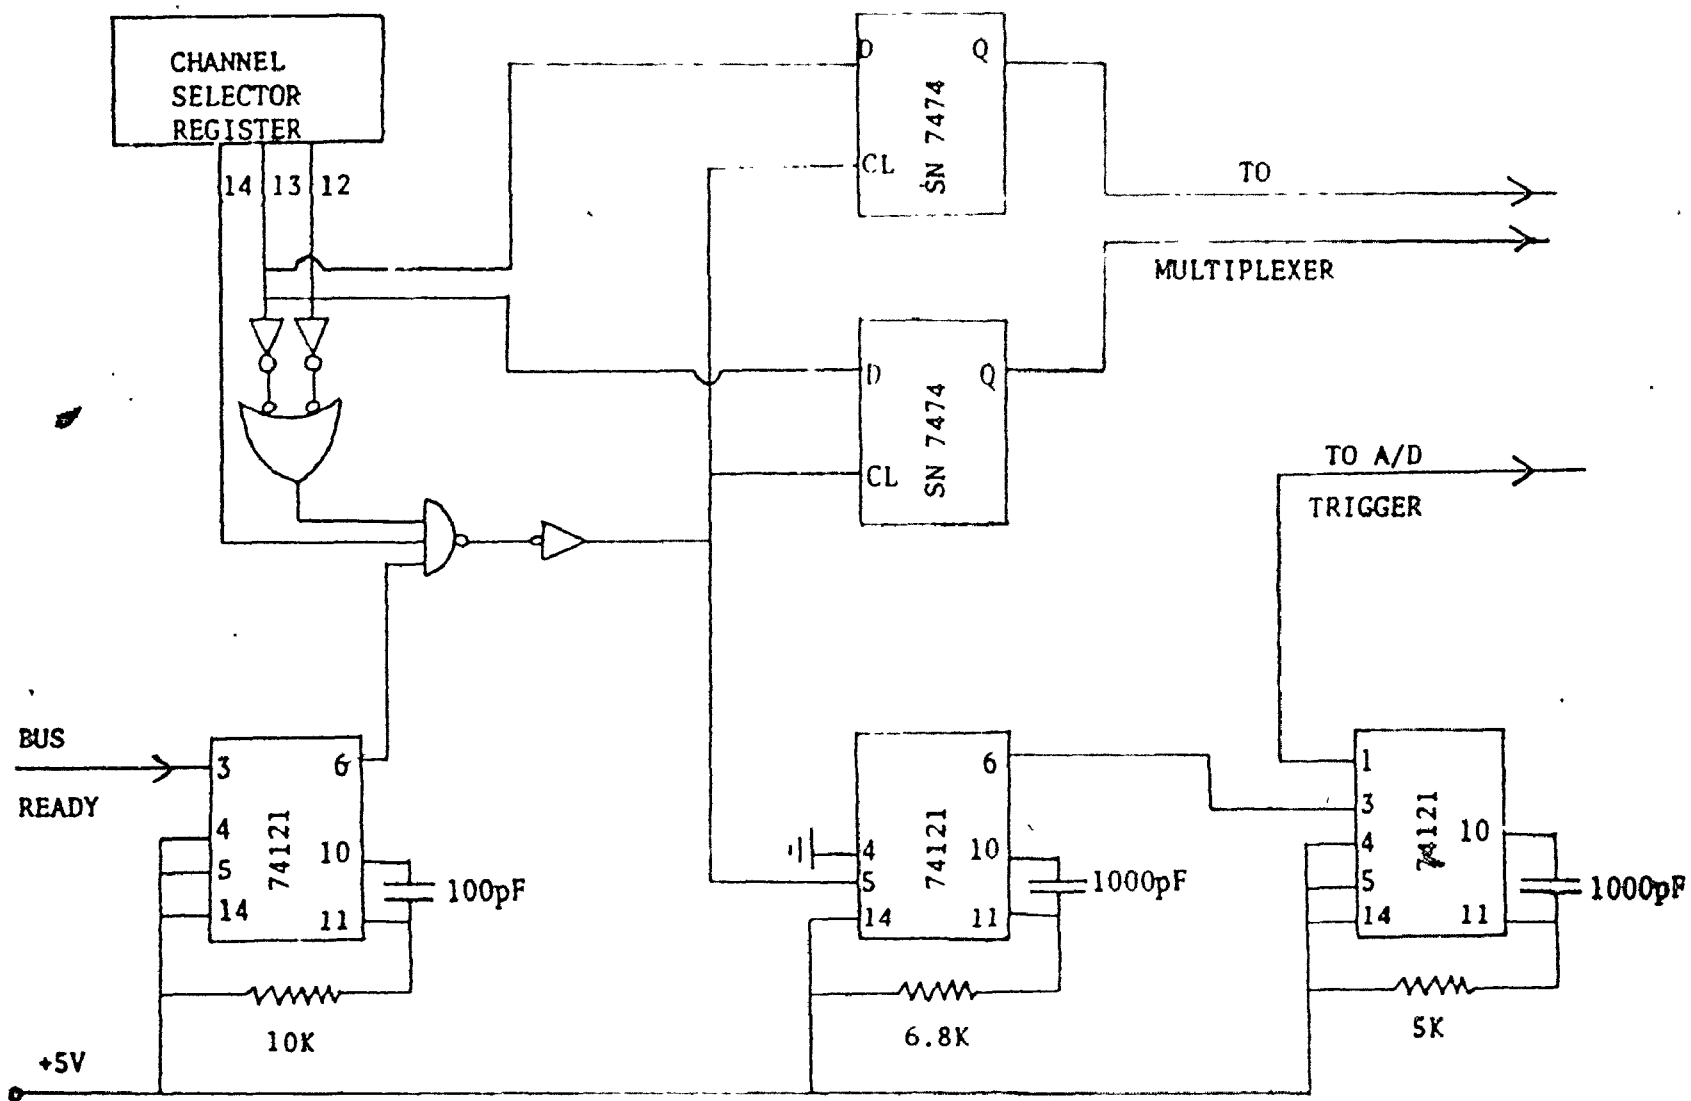 CHANNEL
SELECTOR
REGISTER
14 13 12
D Q
CL
SN 7474
TO
MULTIPLEXER
D Q
CL
SN 7474
TO A/D
TRIGGER
BUS
READY
3 6
4
5 10
14 11
74121
100pF
10K
6
4 10
5
14 11
74121
1000pF
6.8K
1
3
4 10
5
14 11
74121
1000pF
5K
+5V